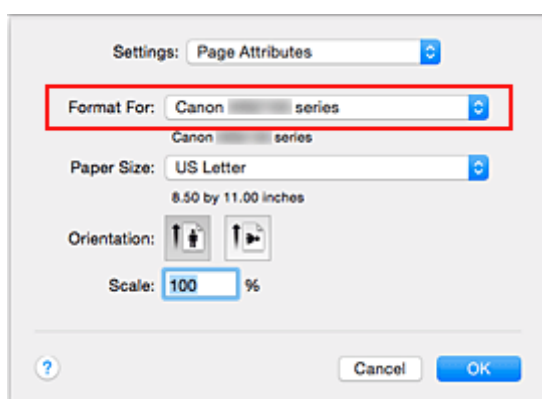 Settings: Page Attributes
Format For: Canon series
Canon series
Paper Size: US Letter
8.50 by 11.00 inches
Orientation:
Scale: 100 %
? Cancel OK